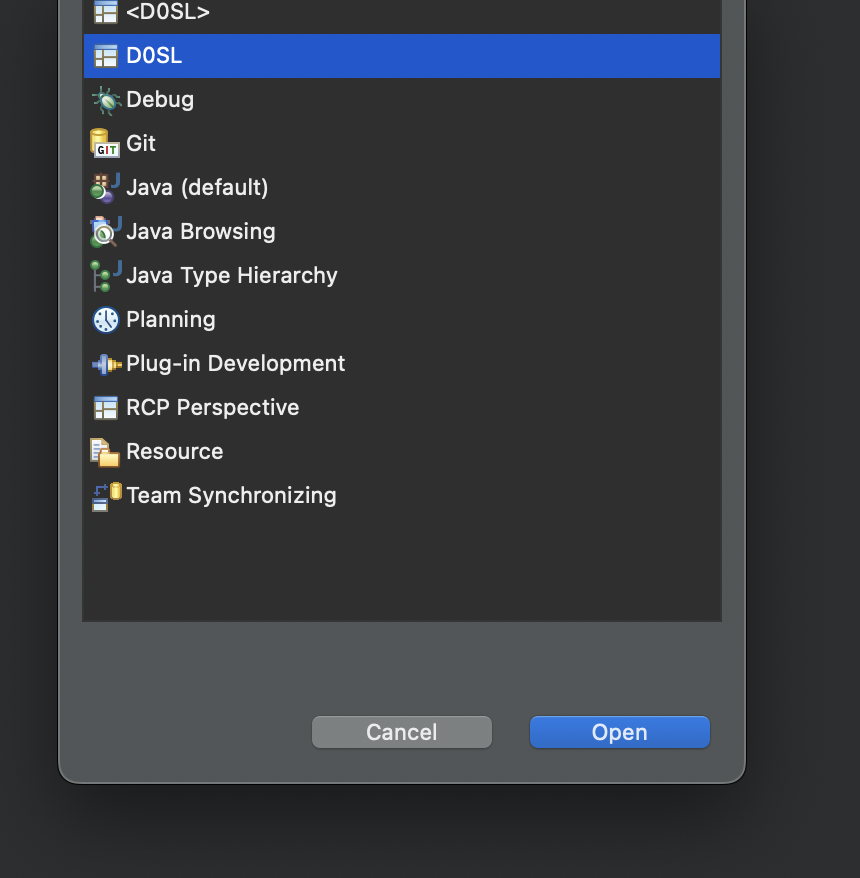 <D0SL>
D0SL
Debug
GIT Git
Java (default)
Java Browsing
Java Type Hierarchy
Planning
Plug-in Development
RCP Perspective
Resource
Team Synchronizing
Cancel Open